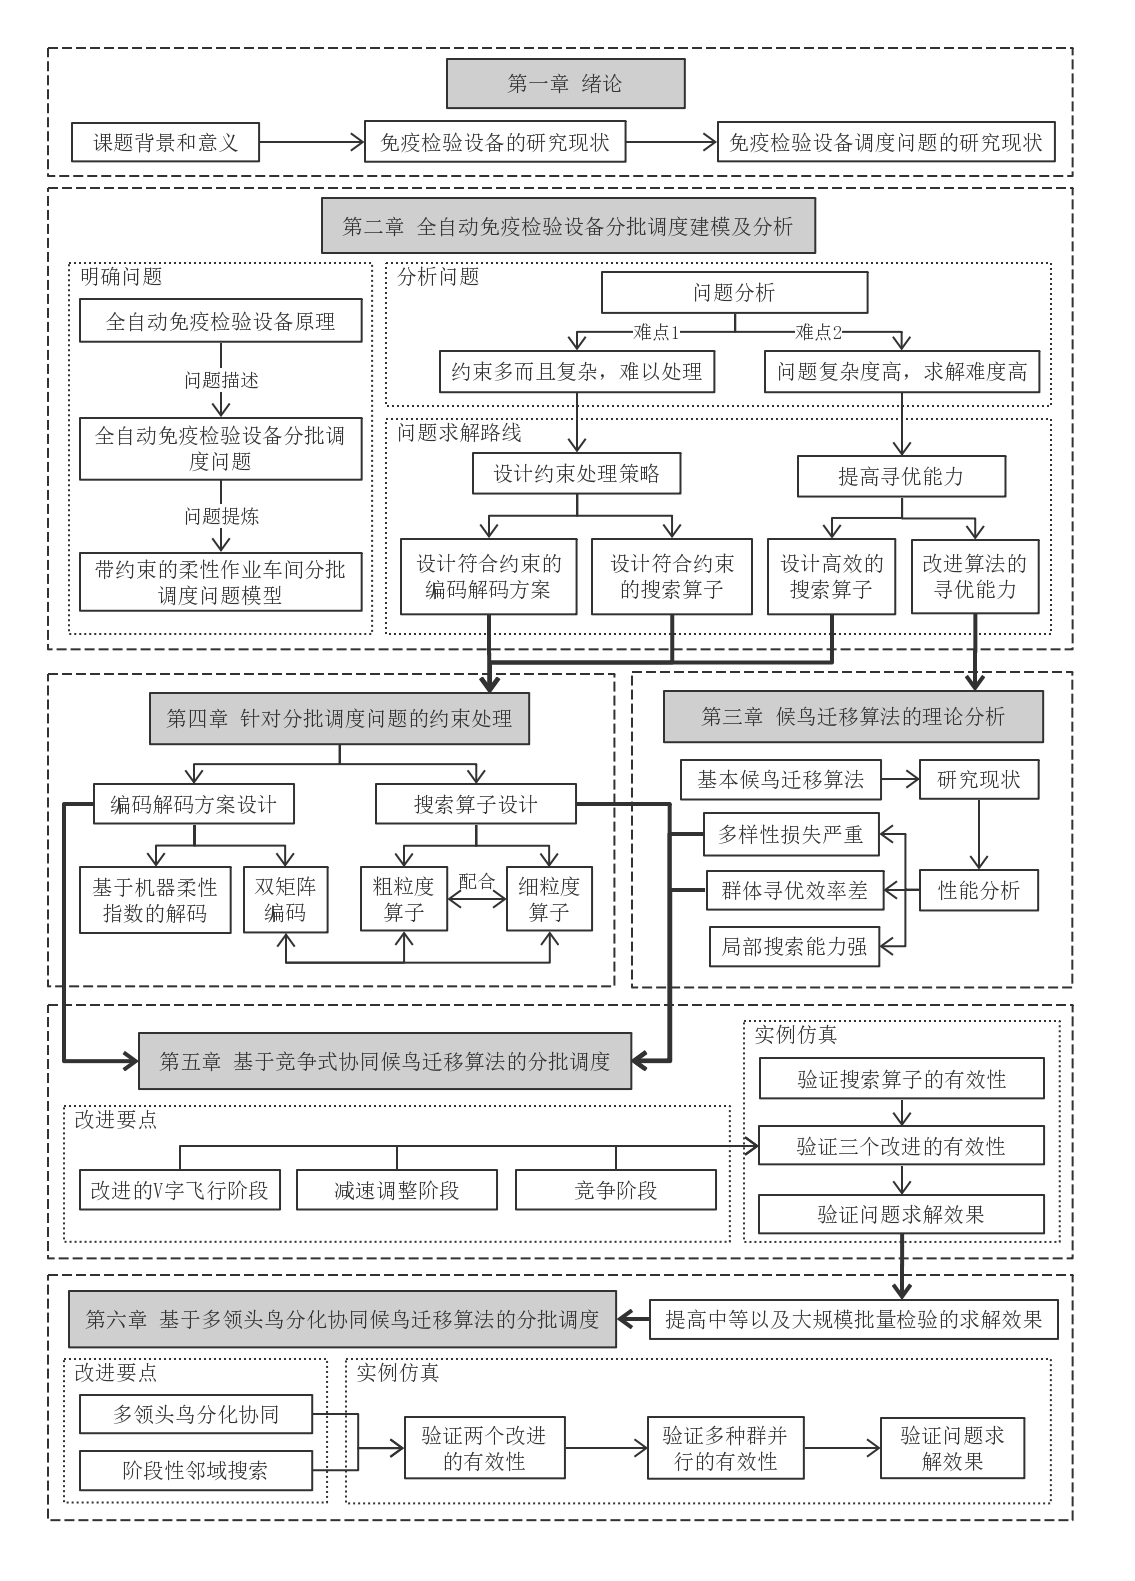 第一章 绪论
课题背景和意义
免疫检验设备的研究现状
免疫检验设备调度问题的研究现状
第二章 全自动免疫检验设备分批调度建模及分析
明确问题
全自动免疫检验设备原理
问题描述
全自动免疫检验设备分批调
度问题
问题提炼
带约束的柔性作业车间分批
调度问题模型
分析问题
问题分析
难点1
难点2
约束多而且复杂，难以处理
问题复杂度高，求解难度高
问题求解路线
设计约束处理策略
提高寻优能力
设计符合约束的
编码解码方案
设计符合约束
的搜索算子
设计高效的
搜索算子
改进算法的
寻优能力
第四章 针对分批调度问题的约束处理
编码解码方案设计
搜索算子设计
基于机器柔性
指数的解码
双矩阵
编码
粗粒度
算子
配合
细粒度
算子
第三章 候鸟迁移算法的理论分析
基本候鸟迁移算法
研究现状
多样性损失严重
群体寻优效率差
性能分析
局部搜索能力强
第五章 基于竞争式协同候鸟迁移算法的分批调度
改进要点
改进的V字飞行阶段
减速调整阶段
竞争阶段
实例仿真
验证搜索算子的有效性
验证三个改进的有效性
验证问题求解效果
第六章 基于多领头鸟分化协同候鸟迁移算法的分批调度
提高中等以及大规模批量检验的求解效果
改进要点
多领头鸟分化协同
阶段性邻域搜索
实例仿真
验证两个改进
的有效性
验证多种群并
行的有效性
验证问题求
解效果